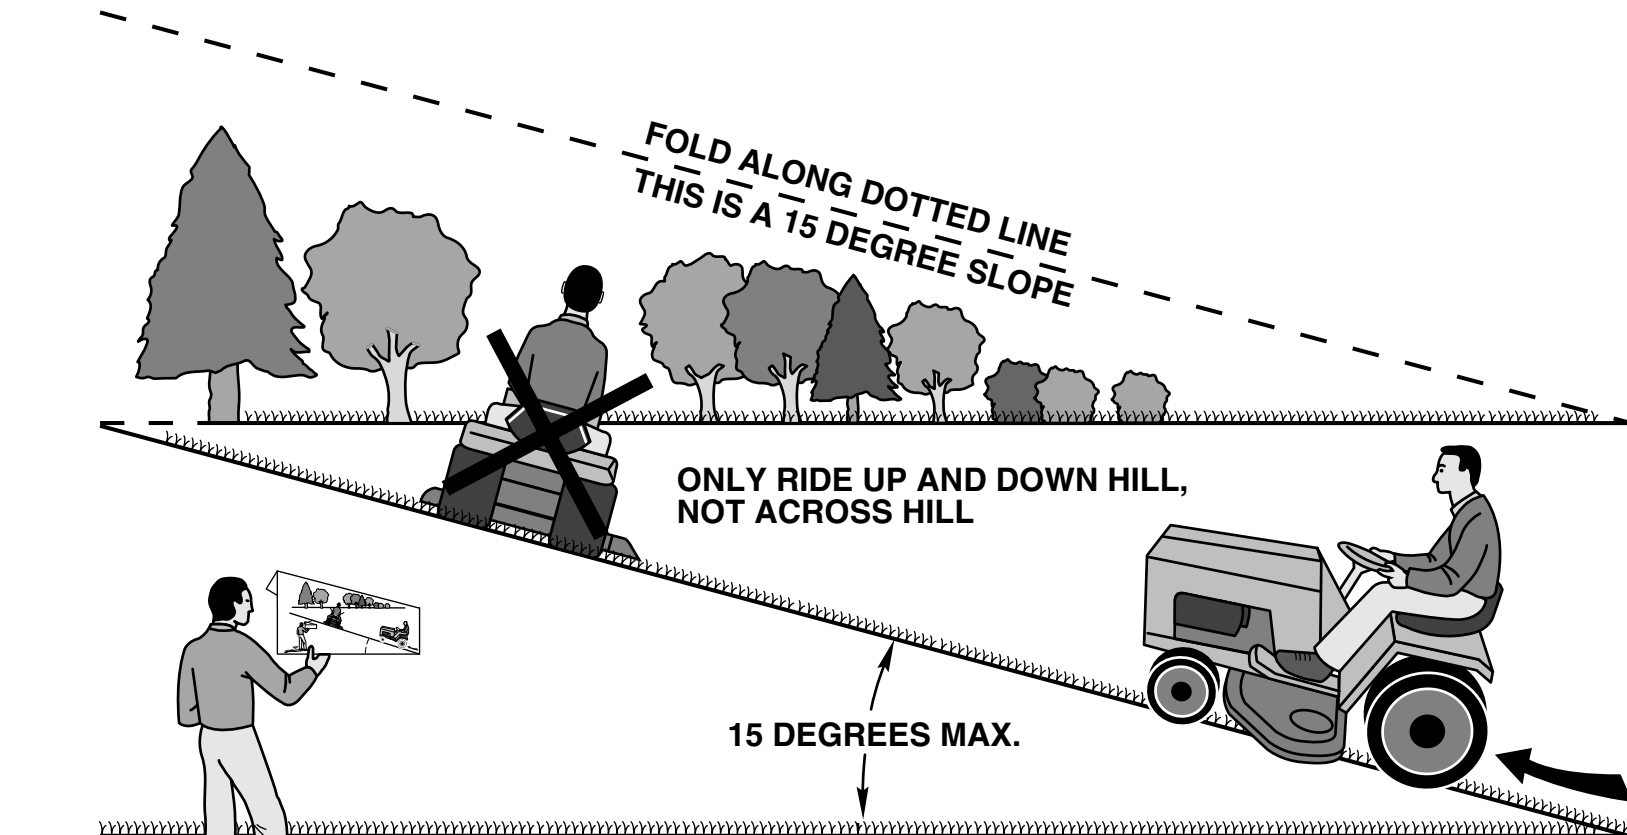 FOLD ALONG DOTTED LINE
THIS IS A 15 DEGREE SLOPE
ONLY RIDE UP AND DOWN HILL,
NOT ACROSS HILL
15 DEGREES MAX.